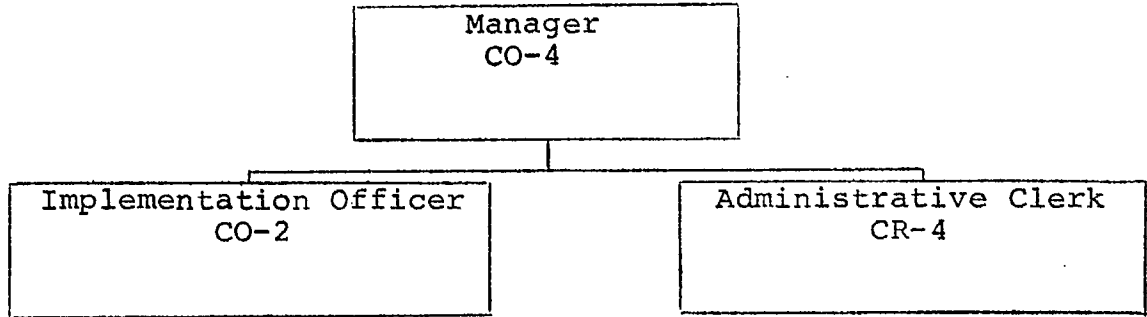 Manager
CO-4
Implementation Officer
CO-2
Administrative Clerk
CR-4